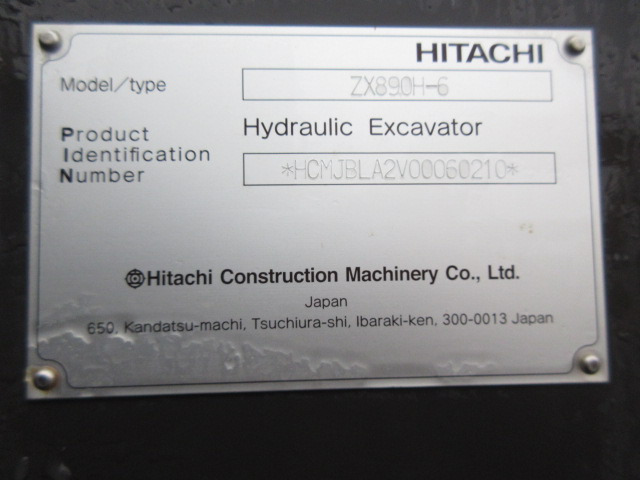 HITACHI
Model/type ZX890H-6
Product Hydraulic Excavator
Identification
Number *HCMJBLA2V00060210*
Hitachi Construction Machinery Co., Ltd.
Japan
650, Kandatsu-machi, Tsuchiura-shi, Ibaraki-ken, 300-0013 Japan